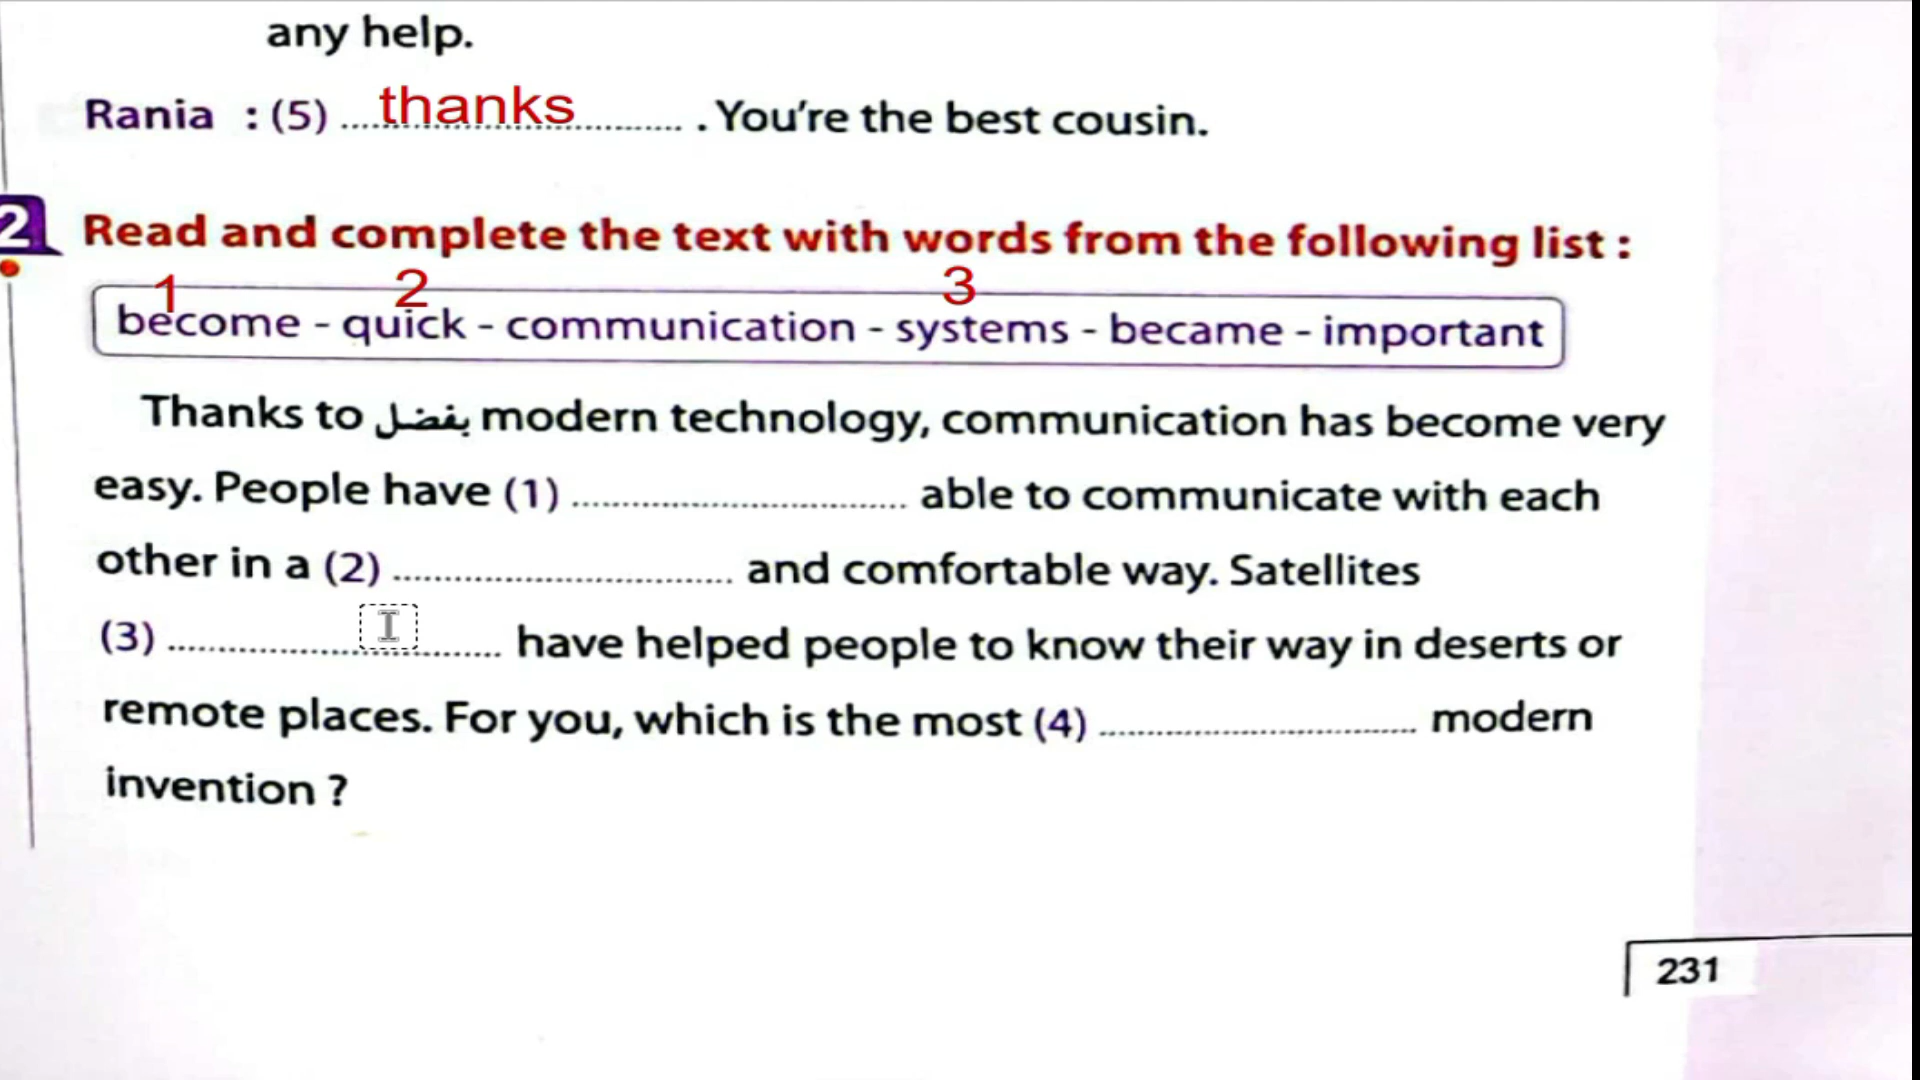 any help.
Rania : (5) .... thanks .... . You're the best cousin.
2 Read and complete the text with words from the following list :
1 2 3
become - quick - communication - systems - became - important
Thanks to بفضل modern technology, communication has become very
easy. People have (1) .................... able to communicate with each
other in a (2) .................... and comfortable way. Satellites
(3) .................... have helped people to know their way in deserts or
remote places. For you, which is the most (4) .................... modern
invention ?
231